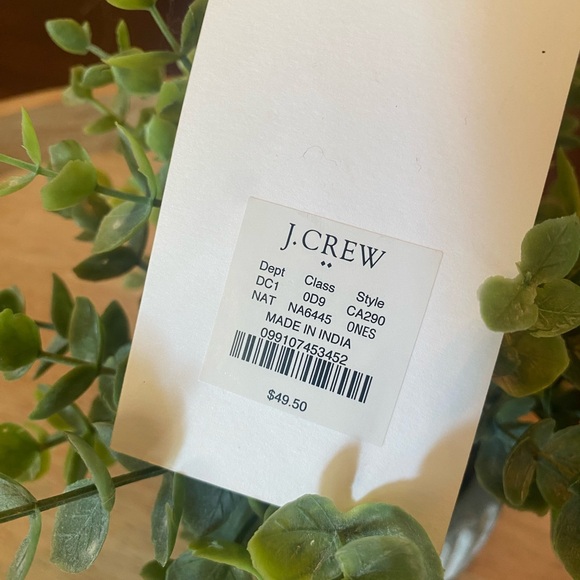 J.CREW
Dept Class Style
DC1 0D9 CA290
NAT NA6445 0NES
MADE IN INDIA
099107453452
$49.50